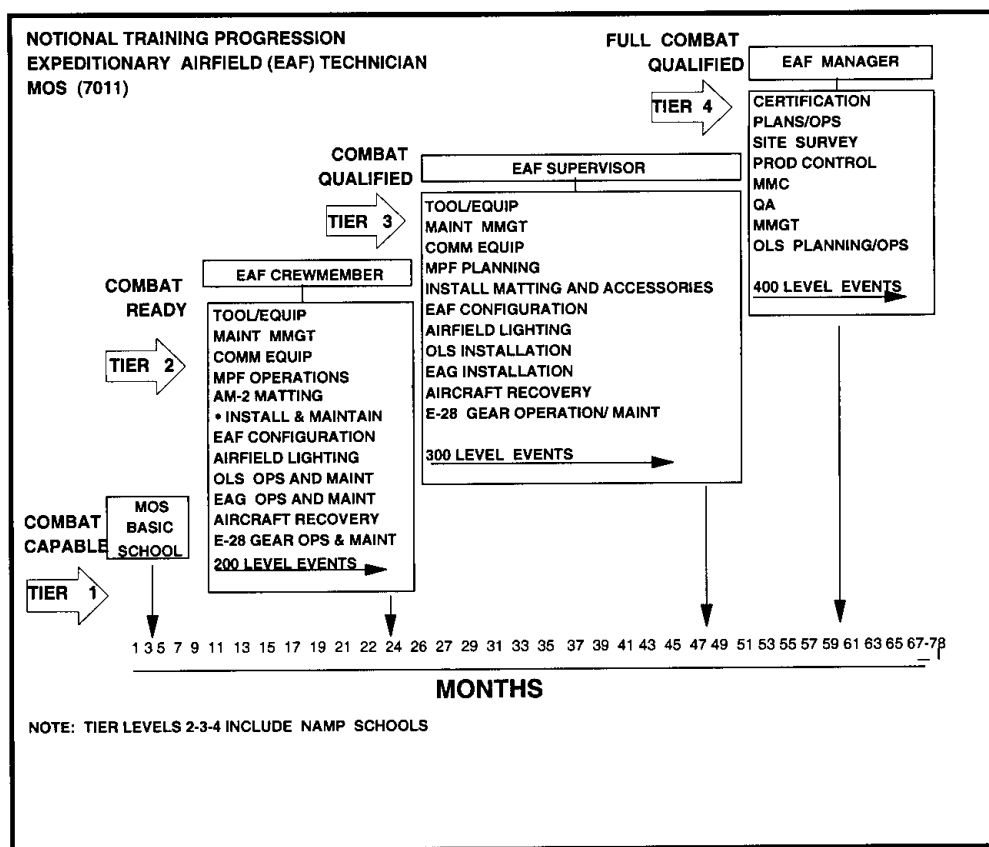 NOTIONAL TRAINING PROGRESSION
EXPEDITIONARY AIRFIELD (EAF) TECHNICIAN
MOS (7011)
FULL COMBAT
QUALIFIED
TIER 4
EAF MANAGER
CERTIFICATION
PLANS/OPS
SITE SURVEY
PROD CONTROL
MMC
QA
MMGT
OLS PLANNING/OPS
400 LEVEL EVENTS
COMBAT
QUALIFIED
TIER 3
EAF SUPERVISOR
TOOL/EQUIP
MAINT MMGT
COMM EQUIP
MPF PLANNING
INSTALL MATTING AND ACCESSORIES
EAF CONFIGURATION
AIRFIELD LIGHTING
OLS INSTALLATION
EAG INSTALLATION
AIRCRAFT RECOVERY
E-28 GEAR OPERATION/ MAINT
300 LEVEL EVENTS
COMBAT
READY
TIER 2
EAF CREWMEMBER
TOOL/EQUIP
MAINT MMGT
COMM EQUIP
MPF OPERATIONS
AM-2 MATTING
• INSTALL & MAINTAIN
EAF CONFIGURATION
AIRFIELD LIGHTING
OLS OPS AND MAINT
EAG OPS AND MAINT
AIRCRAFT RECOVERY
E-28 GEAR OPS & MAINT
200 LEVEL EVENTS
COMBAT
CAPABLE
TIER 1
MOS
BASIC
SCHOOL
1 3 5 7 9 11 13 15 17 19 21 22 24 26 27 29 31 33 35 39 41 43 45 47 49 51 53 55 57 59 61 63 65 67-78
MONTHS
NOTE: TIER LEVELS 2-3-4 INCLUDE NAMP SCHOOLS